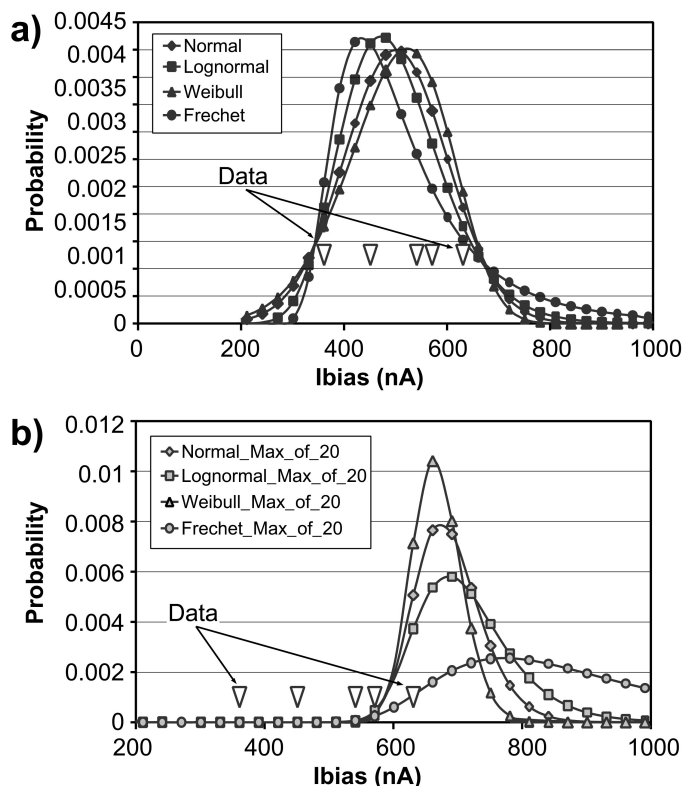 a)
0.0045
0.004
0.0035
0.003
0.0025
0.002
0.0015
0.001
0.0005
0
Probability
Normal
Lognormal
Weibull
Frechet
Data
0 200 400 600 800 1000
Ibias (nA)
b)
0.012
0.01
0.008
0.006
0.004
0.002
0
Probability
Normal_Max_of_20
Lognormal_Max_of_20
Weibull_Max_of_20
Frechet_Max_of_20
Data
200 400 600 800 1000
Ibias (nA)